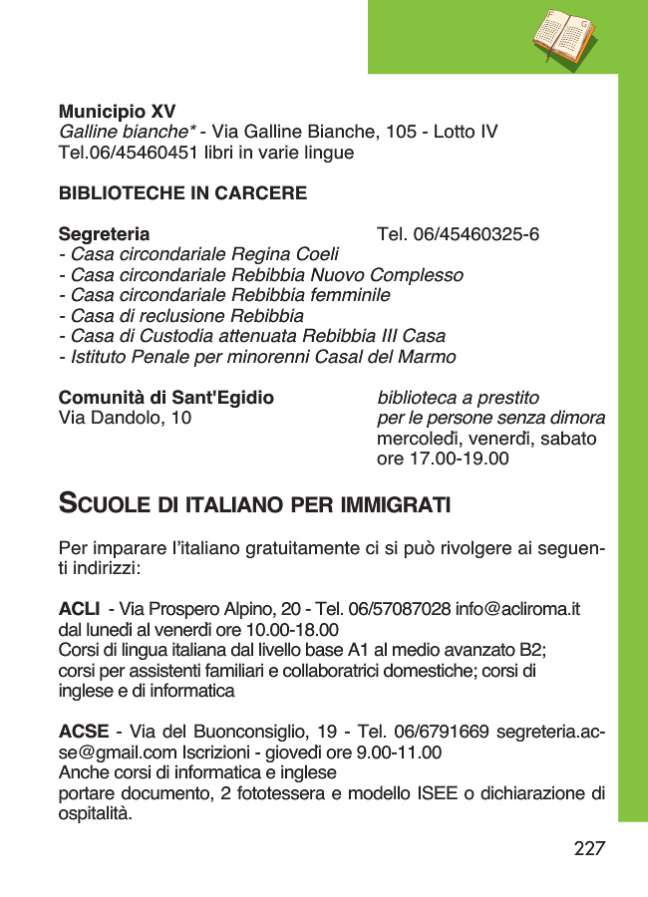 F G
Municipio XV
Galline bianche* - Via Galline Bianche, 105 - Lotto IV
Tel.06/45460451 libri in varie lingue
BIBLIOTECHE IN CARCERE
Segreteria Tel. 06/45460325-6
- Casa circondariale Regina Coeli
- Casa circondariale Rebibbia Nuovo Complesso
- Casa circondariale Rebibbia femminile
- Casa di reclusione Rebibbia
- Casa di Custodia attenuata Rebibbia III Casa
- Istituto Penale per minorenni Casal del Marmo
Comunità di Sant'Egidio biblioteca a prestito
Via Dandolo, 10 per le persone senza dimora
mercoledì, venerdì, sabato
ore 17.00-19.00
SCUOLE DI ITALIANO PER IMMIGRATI
Per imparare l’italiano gratuitamente ci si può rivolgere ai seguen-
ti indirizzi:
ACLI - Via Prospero Alpino, 20 - Tel. 06/57087028 info@acliroma.it
dal lunedì al venerdì ore 10.00-18.00
Corsi di lingua italiana dal livello base A1 al medio avanzato B2;
corsi per assistenti familiari e collaboratrici domestiche; corsi di
inglese e di informatica
ACSE - Via del Buonconsiglio, 19 - Tel. 06/6791669 segreteria.ac-
se@gmail.com Iscrizioni - giovedì ore 9.00-11.00
Anche corsi di informatica e inglese
portare documento, 2 fototessera e modello ISEE o dichiarazione di
ospitalità.
227